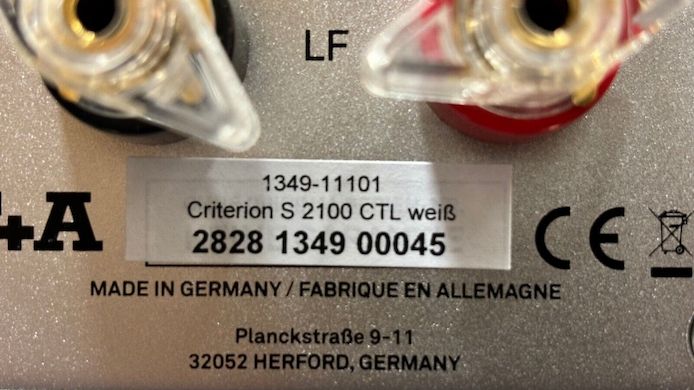 LF
1349-11101
Criterion S 2100 CTL weiß
2828 1349 00045
4A
CE
MADE IN GERMANY / FABRIQUE EN ALLEMAGNE
Planckstraße 9-11
32052 HERFORD, GERMANY